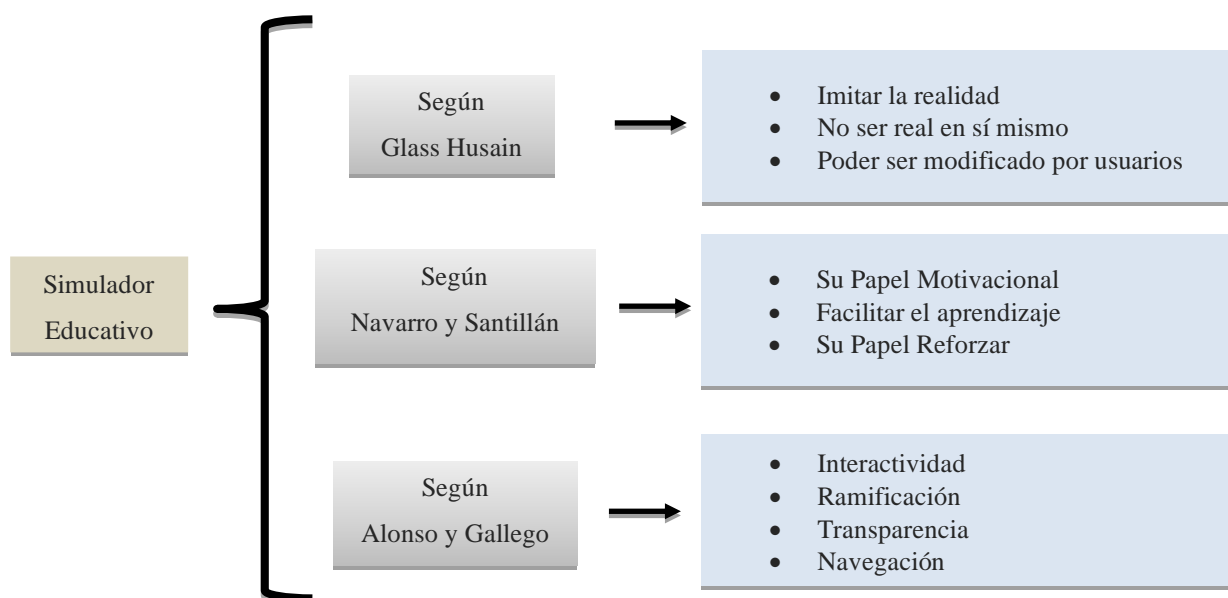 Simulador
Educativo
Según
Glass Husain
• Imitar la realidad
• No ser real en sí mismo
• Poder ser modificado por usuarios
Según
Navarro y Santillán
• Su Papel Motivacional
• Facilitar el aprendizaje
• Su Papel Reforzar
Según
Alonso y Gallego
• Interactividad
• Ramificación
• Transparencia
• Navegación